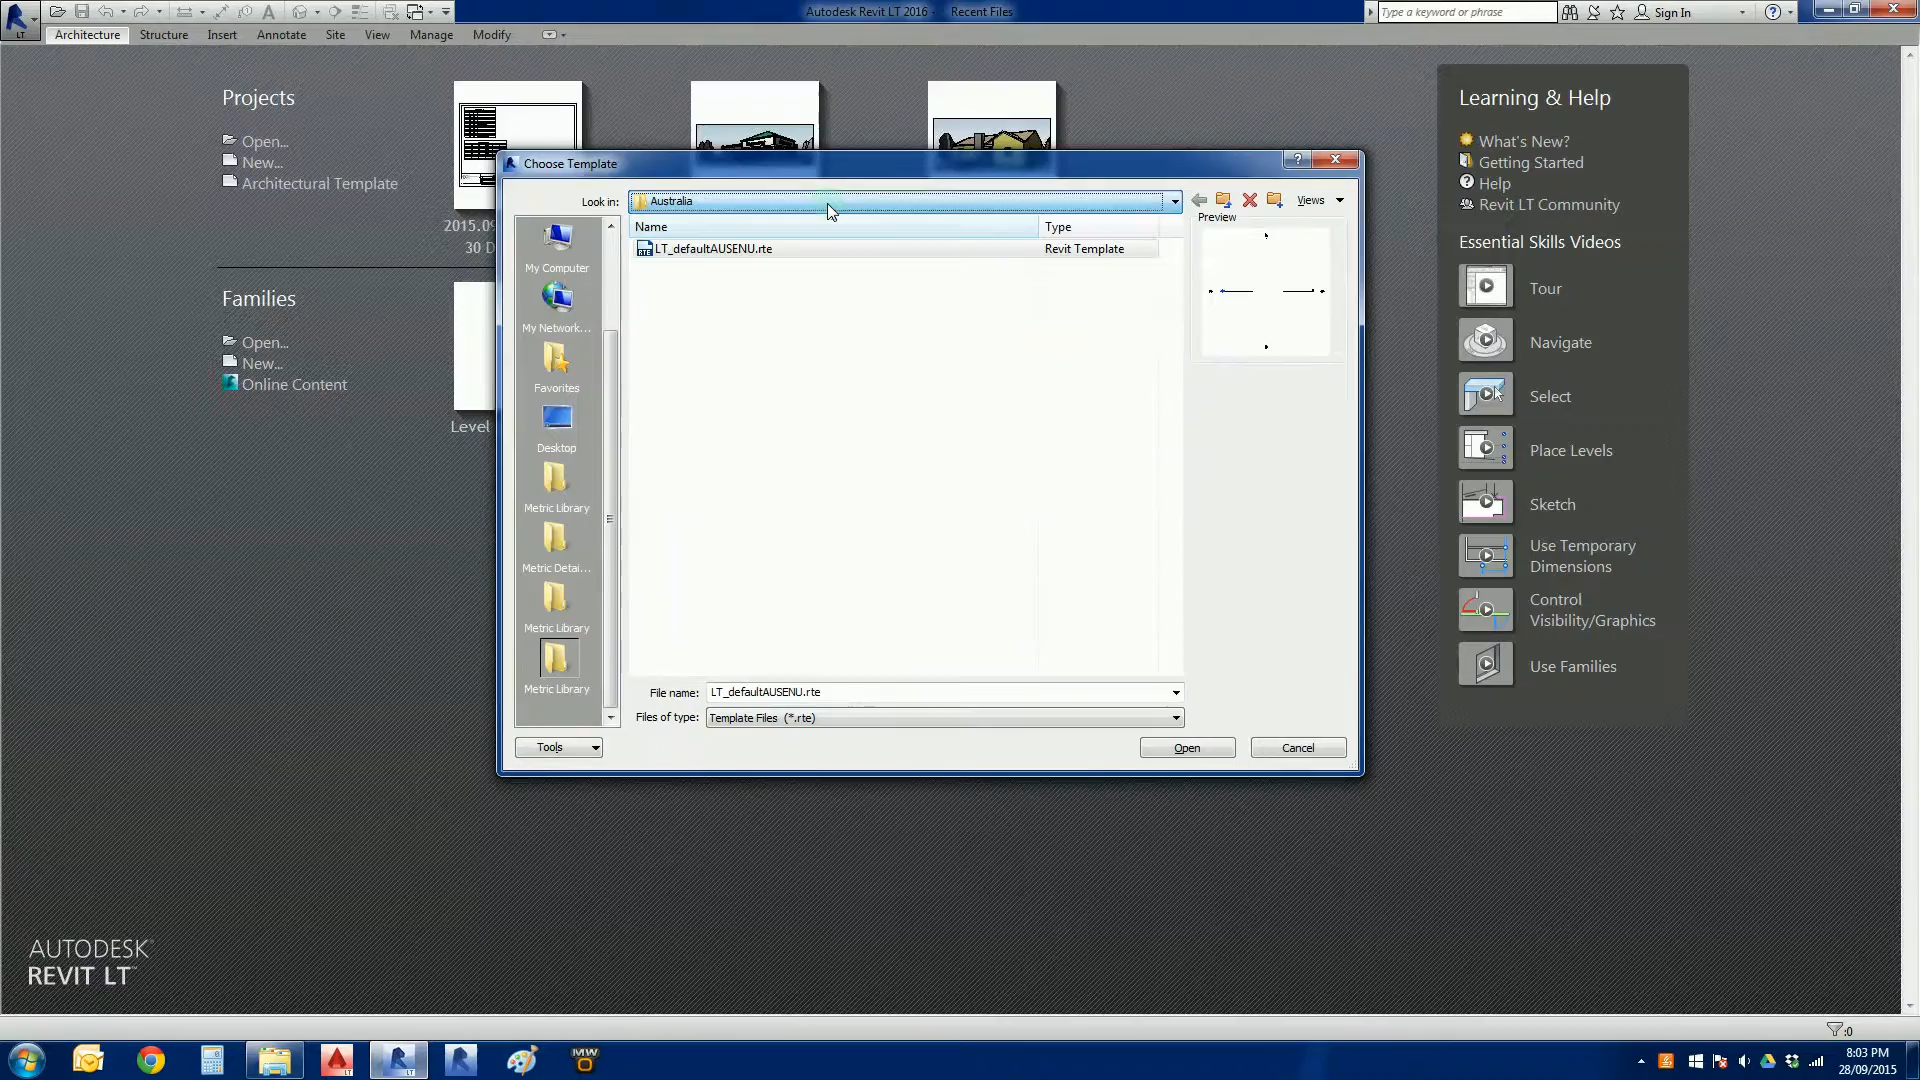 Autodesk Revit LT 2016 - Recent Files
Type a keyword or phrase
Sign In
LT
Architecture Structure Insert Annotate Site View Manage Modify
Projects
Open...
New...
Architectural Template
2015.09
30 D
Families
Open...
New...
Online Content
Level
Choose Template
Look in: Australia
Views
Name Type
LT_defaultAUSENU.rte Revit Template
Preview
My Computer
My Network...
Favorites
Desktop
Metric Library
Metric Detai...
Metric Library
Metric Library
File name: LT_defaultAUSENU.rte
Files of type: Template Files (*.rte)
Tools
Open
Cancel
Learning & Help
What's New?
Getting Started
Help
Revit LT Community
Essential Skills Videos
Tour
Navigate
Select
Place Levels
Sketch
Use Temporary
Dimensions
Control
Visibility/Graphics
Use Families
AUTODESK
REVIT LT
:0
8:03 PM
28/09/2015